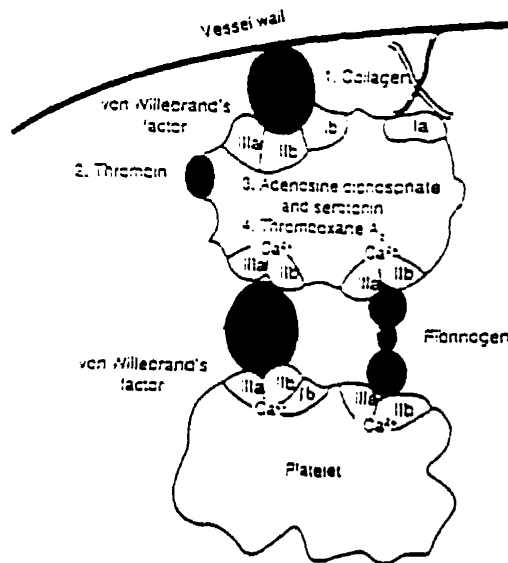 Vessel wall
1. Collagen
von Willebrand's
factor
IIIa IIb Ib Ia
2. Thrombin
3. Adenosine diphosphate
and serotonin
4. Thromboxane A₂
Ca²⁺ Ca²⁺
IIIa IIb IIIa IIb
Fibrinogen
von Willebrand's
factor
IIIa IIb Ib IIIa IIb
Ca²⁺ Ca²⁺
Platelet